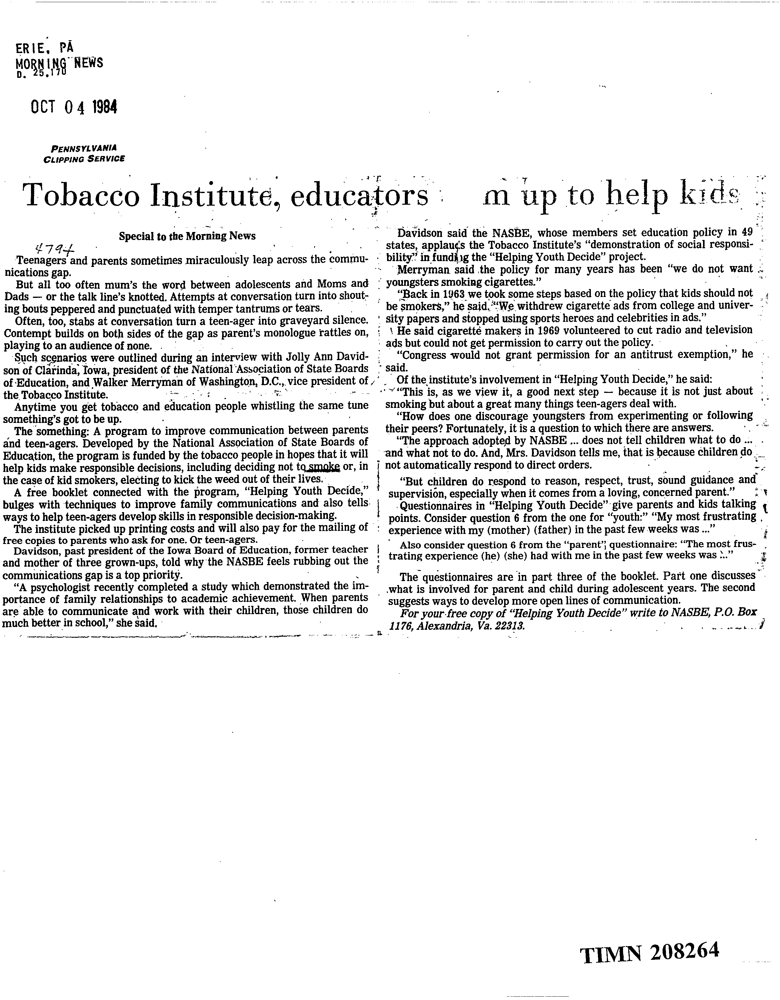 ERIE, PA
MORNING NEWS
D. 25,170
OCT 04 1984
PENNSYLVANIA
CLIPPING SERVICE
Tobacco Institute, educators m up to help kids
Special to the Morning News
4794
Teenagers and parents sometimes miraculously leap across the commu-
nications gap.
But all too often mum's the word between adolescents and Moms and
Dads — or the talk line's knotted. Attempts at conversation turn into shout-
ing bouts peppered and punctuated with temper tantrums or tears.
Often, too, stabs at conversation turn a teen-ager into graveyard silence.
Contempt builds on both sides of the gap as parent's monologue rattles on,
playing to an audience of none.
Such scenarios were outlined during an interview with Jolly Ann David-
son of Clarinda, Iowa, president of the National Association of State Boards
of Education, and Walker Merryman of Washington, D.C., vice president of
the Tobacco Institute.
Anytime you get tobacco and education people whistling the same tune
something's got to be up.
The something: A program to improve communication between parents
and teen-agers. Developed by the National Association of State Boards of
Education, the program is funded by the tobacco people in hopes that it will
help kids make responsible decisions, including deciding not to smoke or, in
the case of kid smokers, electing to kick the weed out of their lives.
A free booklet connected with the program, "Helping Youth Decide,"
bulges with techniques to improve family communications and also tells
ways to help teen-agers develop skills in responsible decision-making.
The institute picked up printing costs and will also pay for the mailing of
free copies to parents who ask for one. Or teen-agers.
Davidson, past president of the Iowa Board of Education, former teacher
and mother of three grown-ups, told why the NASBE feels rubbing out the
communications gap is a top priority.
"A psychologist recently completed a study which demonstrated the im-
portance of family relationships to academic achievement. When parents
are able to communicate and work with their children, those children do
much better in school," she said.
Davidson said the NASBE, whose members set education policy in 49
states, applauds the Tobacco Institute's "demonstration of social responsi-
bility" in funding the "Helping Youth Decide" project.
Merryman said the policy for many years has been "we do not want
youngsters smoking cigarettes."
"Back in 1963 we took some steps based on the policy that kids should not
be smokers," he said, "We withdrew cigarette ads from college and univer-
sity papers and stopped using sports heroes and celebrities in ads."
He said cigarette makers in 1969 volunteered to cut radio and television
ads but could not get permission to carry out the policy.
"Congress would not grant permission for an antitrust exemption," he
said.
Of the institute's involvement in "Helping Youth Decide," he said:
"This is, as we view it, a good next step — because it is not just about
smoking but about a great many things teen-agers deal with.
"How does one discourage youngsters from experimenting or following
their peers? Fortunately, it is a question to which there are answers.
"The approach adopted by NASBE ... does not tell children what to do ...
and what not to do. And, Mrs. Davidson tells me, that is because children do
not automatically respond to direct orders.
"But children do respond to reason, respect, trust, sound guidance and
supervision, especially when it comes from a loving, concerned parent."
Questionnaires in "Helping Youth Decide" give parents and kids talking
points. Consider question 6 from the one for "youth:" "My most frustrating
experience with my (mother) (father) in the past few weeks was ..."
Also consider question 6 from the "parent" questionnaire: "The most frus-
trating experience (he) (she) had with me in the past few weeks was ..."
The questionnaires are in part three of the booklet. Part one discusses
what is involved for parent and child during adolescent years. The second
suggests ways to develop more open lines of communication.
For your free copy of "Helping Youth Decide" write to NASBE, P.O. Box
1176, Alexandria, Va. 22313.
TIMN 208264